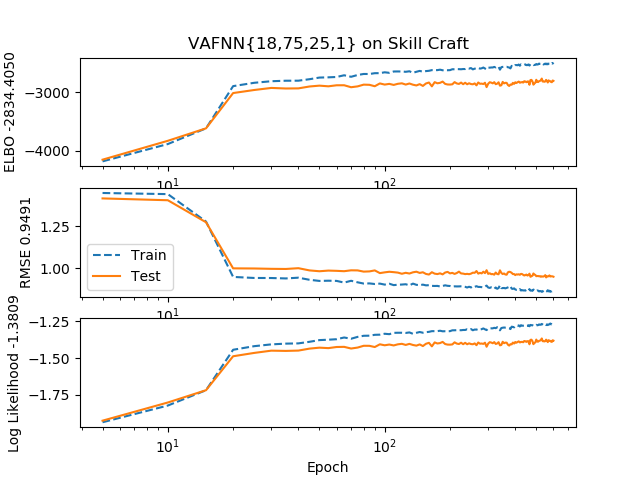 VAFNN{18,75,25,1} on Skill Craft
ELBO -2834.4050
−3000
−4000
10¹
10²
RMSE 0.9491
1.25
1.00
Train
Test
10¹
10²
Log Likelihood -1.3809
−1.25
−1.50
−1.75
10¹
10²
Epoch